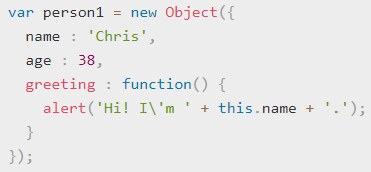 var person1 = new Object({
  name : 'Chris',
  age : 38,
  greeting : function() {
    alert('Hi! I\'m ' + this.name + '.');
  }
});